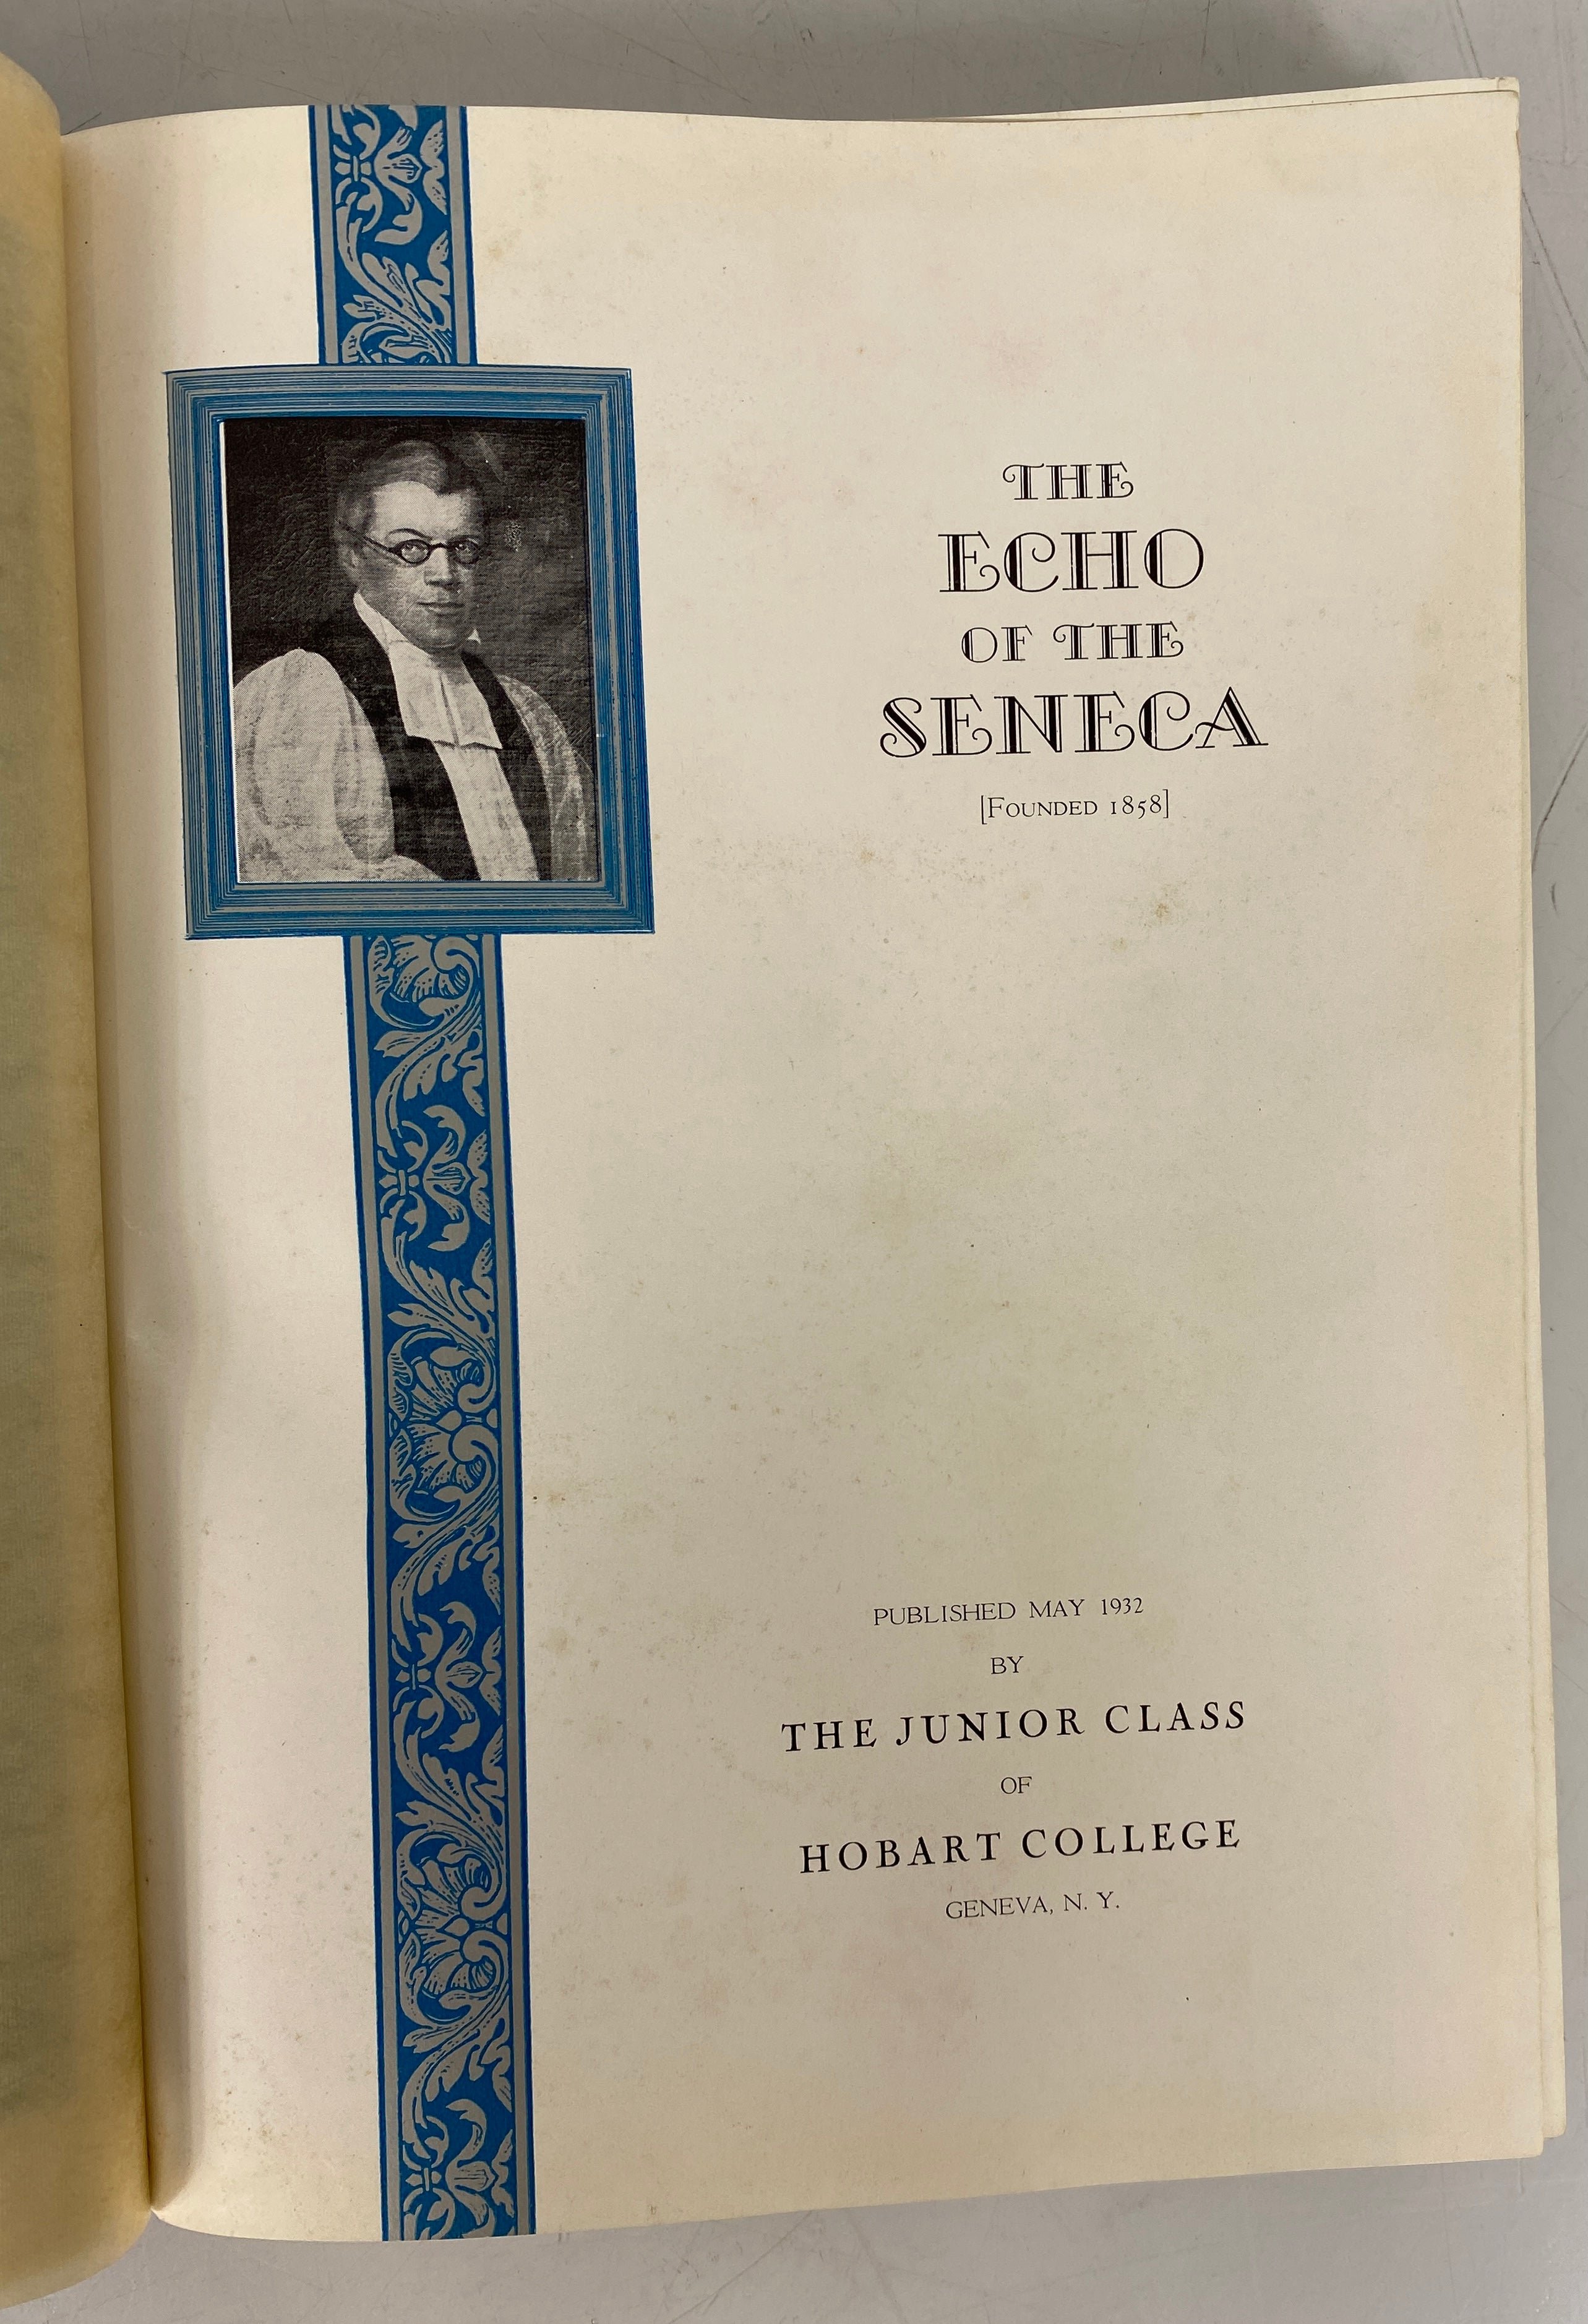 THE
ECHO
OF THE
SENECA
[FOUNDED 1858]
PUBLISHED MAY 1932
BY
THE JUNIOR CLASS
OF
HOBART COLLEGE
GENEVA, N. Y.